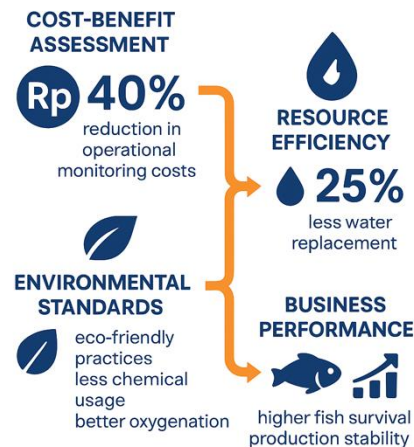 COST-BENEFIT
ASSESSMENT
Rp 40%
reduction in
operational
monitoring costs
RESOURCE
EFFICIENCY
25%
less water
replacement
ENVIRONMENTAL
STANDARDS
eco-friendly
practices
less chemical
usage
better oxygenation
BUSINESS
PERFORMANCE
higher fish survival
production stability